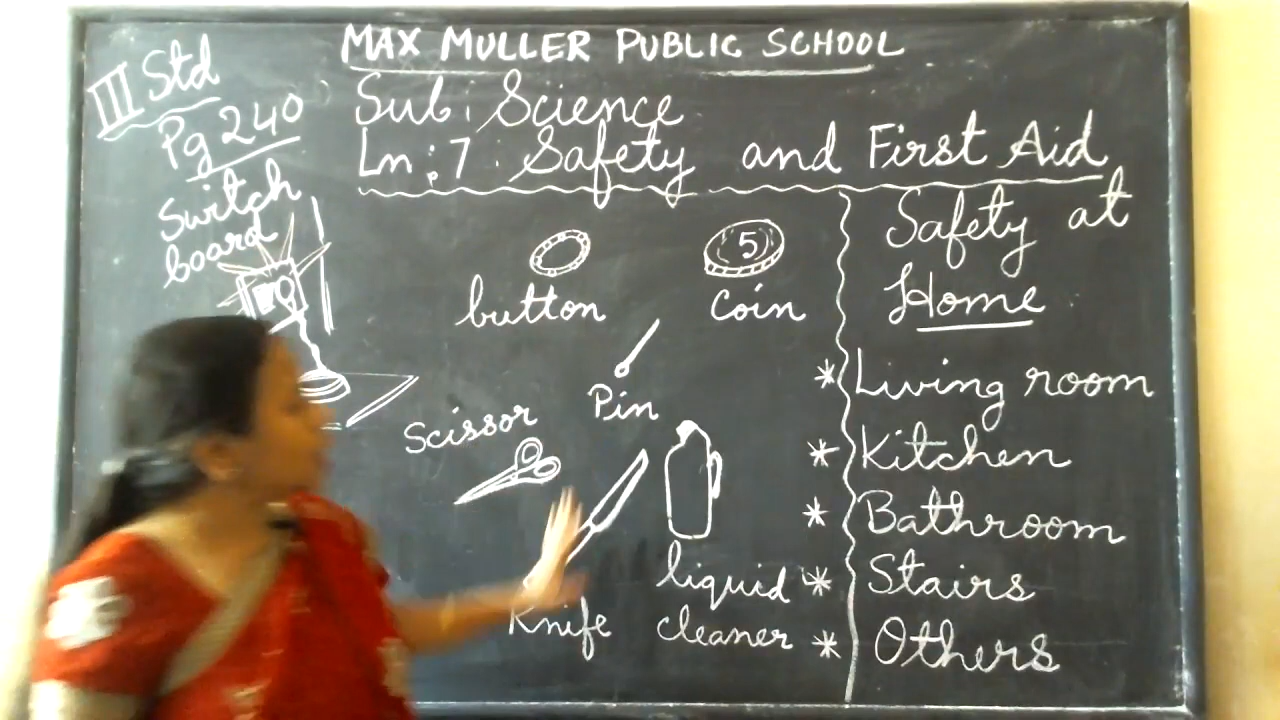 MAX MULLER PUBLIC SCHOOL
III Std
Pg 240
Sub: Science
Ln: 7. Safety and First Aid
Switch
board
button
5
coin
Pin
Scissor
Knife
liquid
cleaner
Safety at
Home
* Living room
* Kitchen
* Bathroom
* Stairs
* Others